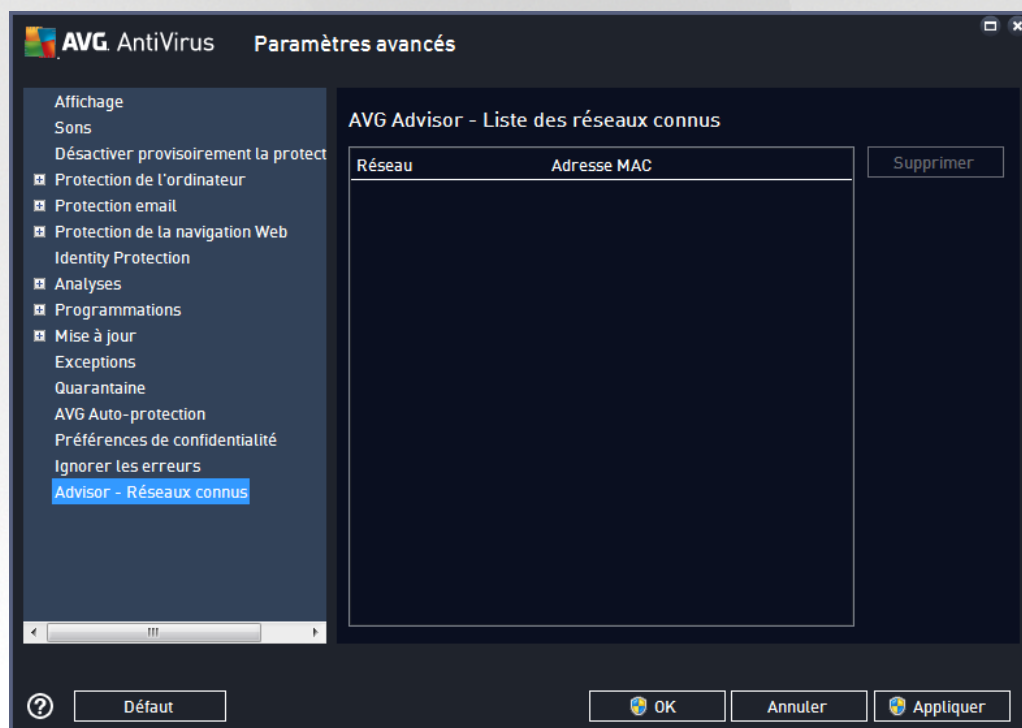 AVG. AntiVirus Paramètres avancés
Affichage
Sons
Désactiver provisoirement la protect
Protection de l'ordinateur
Protection email
Protection de la navigation Web
Identity Protection
Analyses
Programmations
Mise à jour
Exceptions
Quarantaine
AVG Auto-protection
Préférences de confidentialité
Ignorer les erreurs
Advisor - Réseaux connus
AVG Advisor - Liste des réseaux connus
Réseau Adresse MAC
Supprimer
? Défaut OK Annuler Appliquer